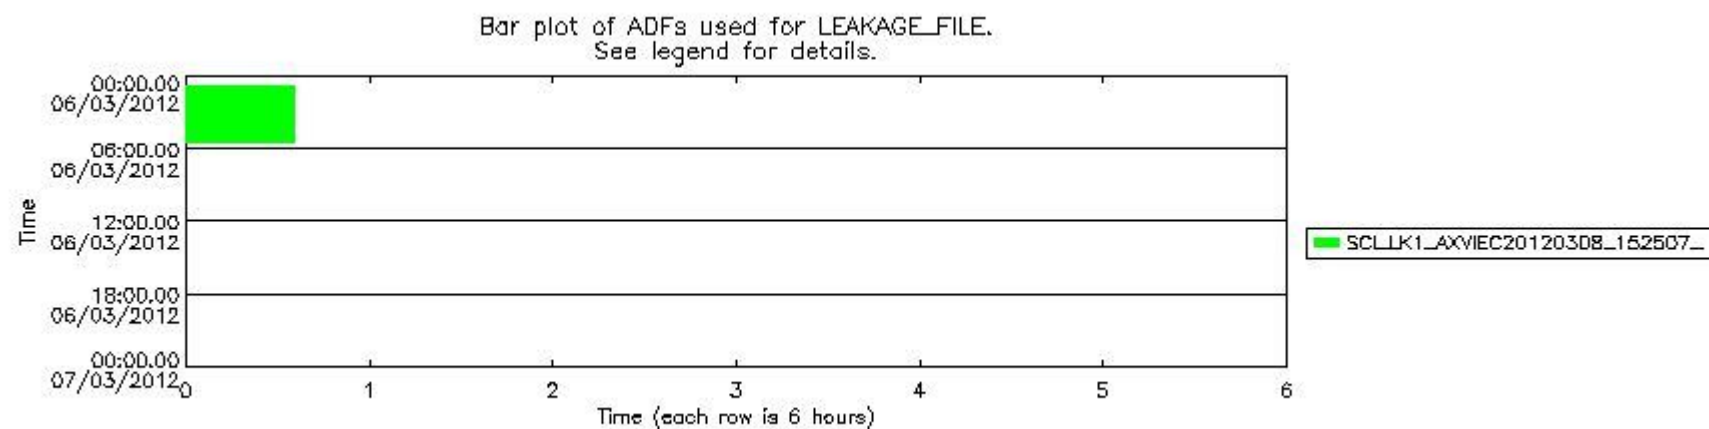 Bar plot of ADFs used for LEAKAGE_FILE.
See legend for details.
00:00.00
06/03/2012
06:00.00
06/03/2012
12:00.00
06/03/2012
18:00.00
06/03/2012
00:00.00
07/03/2012
Time
0 1 2 3 4 5 6
Time (each row is 6 hours)
SCI_LK1_AXVIEC20120308_152507_